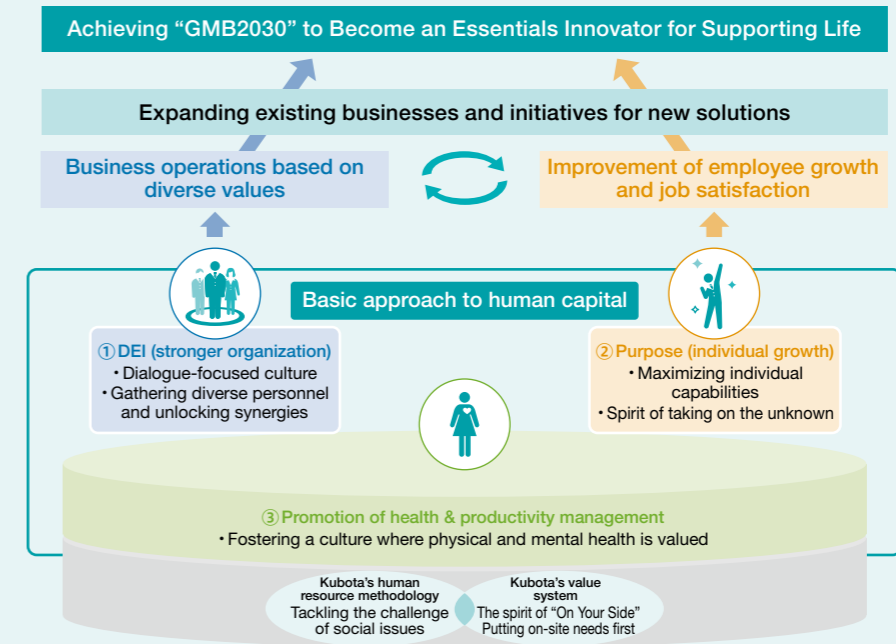 Achieving “GMB2030” to Become an Essentials Innovator for Supporting Life
Expanding existing businesses and initiatives for new solutions
Business operations based on
diverse values
Improvement of employee growth
and job satisfaction
Basic approach to human capital
①DEI (stronger organization)
・Dialogue-focused culture
・Gathering diverse personnel
and unlocking synergies
②Purpose (individual growth)
・Maximizing individual
capabilities
・Spirit of taking on the unknown
③Promotion of health & productivity management
・Fostering a culture where physical and mental health is valued
Kubota’s human
resource methodology
Tackling the challenge
of social issues
Kubota’s value
system
The spirit of “On Your Side”
Putting on-site needs first